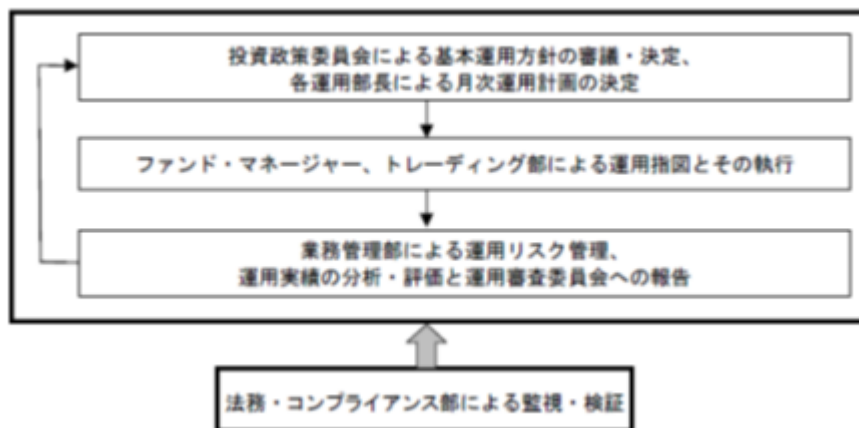 投資政策委員会による基本運用方針の審議・決定、
各運用部長による月次運用計画の決定
ファンド・マネージャー、トレーディング部による運用指図とその執行
業務管理部による運用リスク管理、
運用実績の分析・評価と運用審査委員会への報告
法務・コンプライアンス部による監視・検証